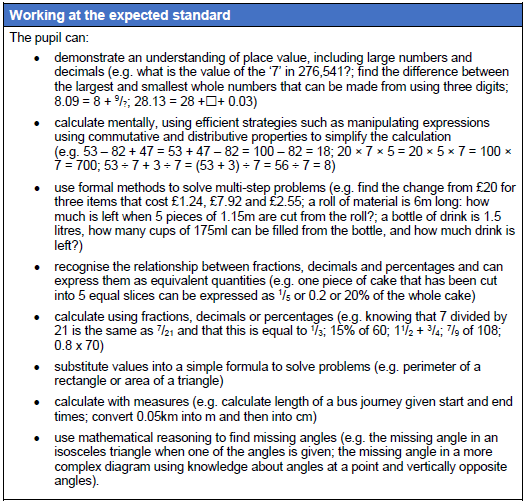 Working at the expected standard
The pupil can:
• demonstrate an understanding of place value, including large numbers and
decimals (e.g. what is the value of the ‘7’ in 276,541?; find the difference between
the largest and smallest whole numbers that can be made from using three digits;
8.09 = 8 + ⁹/?; 28.13 = 28 +□+ 0.03)
• calculate mentally, using efficient strategies such as manipulating expressions
using commutative and distributive properties to simplify the calculation
(e.g. 53 – 82 + 47 = 53 + 47 – 82 = 100 – 82 = 18; 20 × 7 × 5 = 20 × 5 × 7 = 100 ×
7 = 700; 53 ÷ 7 + 3 ÷ 7 = (53 + 3) ÷ 7 = 56 ÷ 7 = 8)
• use formal methods to solve multi-step problems (e.g. find the change from £20 for
three items that cost £1.24, £7.92 and £2.55; a roll of material is 6m long: how
much is left when 5 pieces of 1.15m are cut from the roll?; a bottle of drink is 1.5
litres, how many cups of 175ml can be filled from the bottle, and how much drink is
left?)
• recognise the relationship between fractions, decimals and percentages and can
express them as equivalent quantities (e.g. one piece of cake that has been cut
into 5 equal slices can be expressed as ¹/₅ or 0.2 or 20% of the whole cake)
• calculate using fractions, decimals or percentages (e.g. knowing that 7 divided by
21 is the same as ⁷/₂₁ and that this is equal to ¹/₃; 15% of 60; 1¹/₂ + ³/₄; ⁷/₉ of 108;
0.8 x 70)
• substitute values into a simple formula to solve problems (e.g. perimeter of a
rectangle or area of a triangle)
• calculate with measures (e.g. calculate length of a bus journey given start and end
times; convert 0.05km into m and then into cm)
• use mathematical reasoning to find missing angles (e.g. the missing angle in an
isosceles triangle when one of the angles is given; the missing angle in a more
complex diagram using knowledge about angles at a point and vertically opposite
angles).